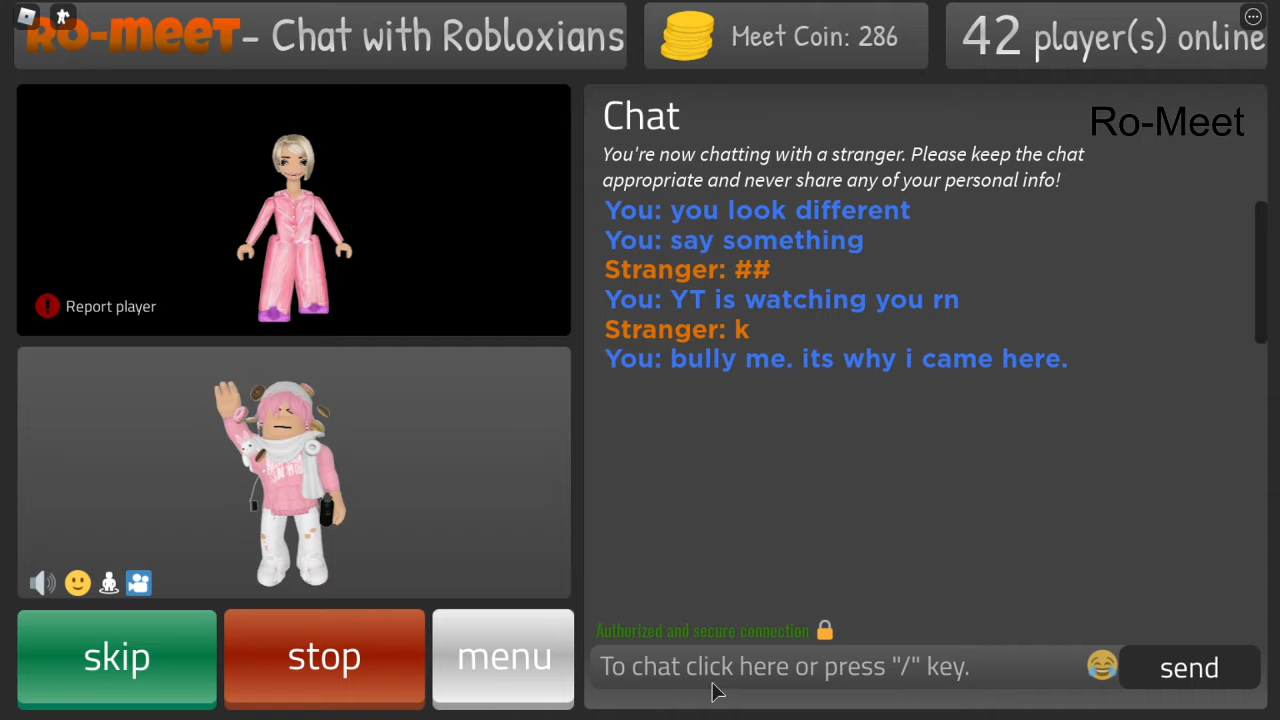 RO-meeT - Chat with Robloxians
Meet Coin: 286
42 player(s) online
Report player
Chat
Ro-Meet
You're now chatting with a stranger. Please keep the chat
appropriate and never share any of your personal info!
You: you look different
You: say something
Stranger: ##
You: YT is watching you rn
Stranger: k
You: bully me. its why i came here.
Authorized and secure connection
To chat click here or press "/" key.
send
skip
stop
menu